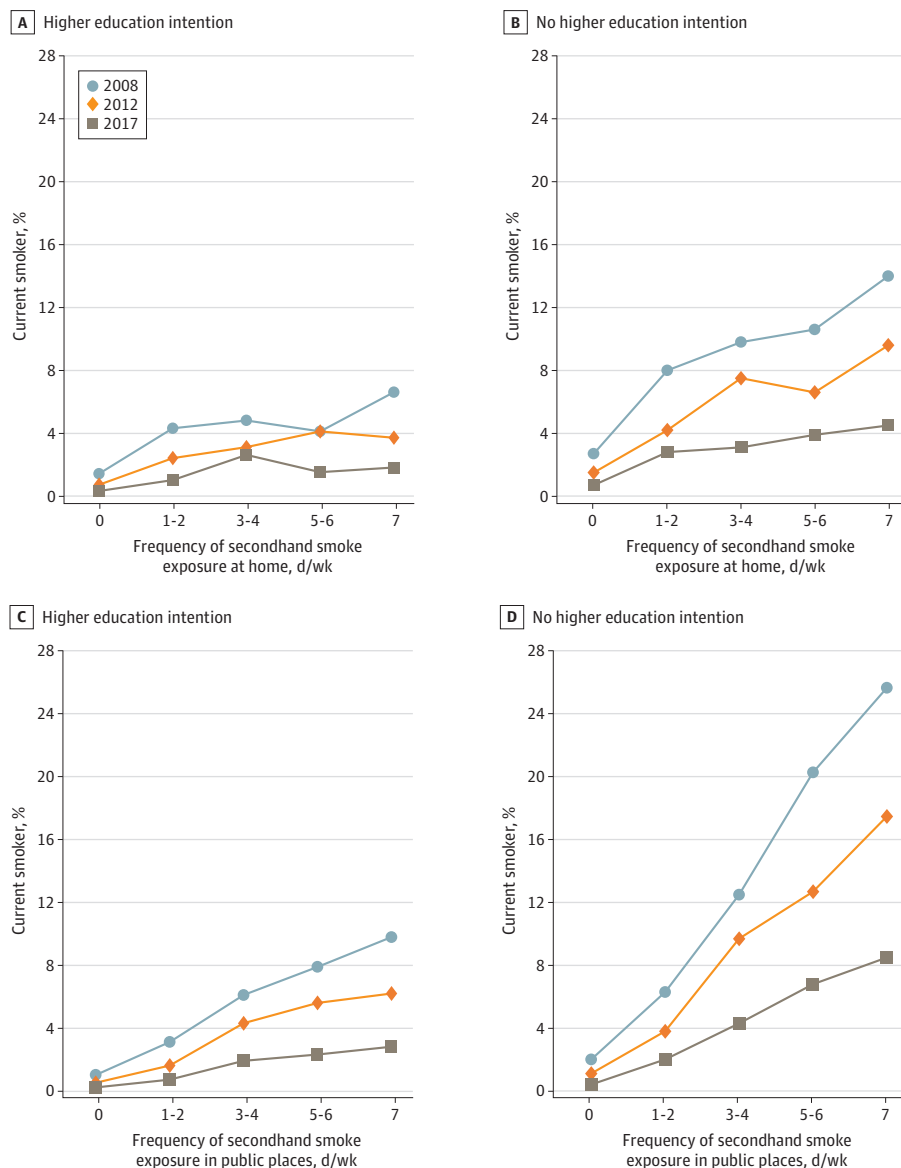 A Higher education intention
28
24
20
16
12
8
4
0
Current smoker, %
2008
2012
2017
0 1-2 3-4 5-6 7
Frequency of secondhand smoke
exposure at home, d/wk
B No higher education intention
28
24
20
16
12
8
4
0
Current smoker, %
0 1-2 3-4 5-6 7
Frequency of secondhand smoke
exposure at home, d/wk
C Higher education intention
28
24
20
16
12
8
4
0
Current smoker, %
0 1-2 3-4 5-6 7
Frequency of secondhand smoke
exposure in public places, d/wk
D No higher education intention
28
24
20
16
12
8
4
0
Current smoker, %
0 1-2 3-4 5-6 7
Frequency of secondhand smoke
exposure in public places, d/wk